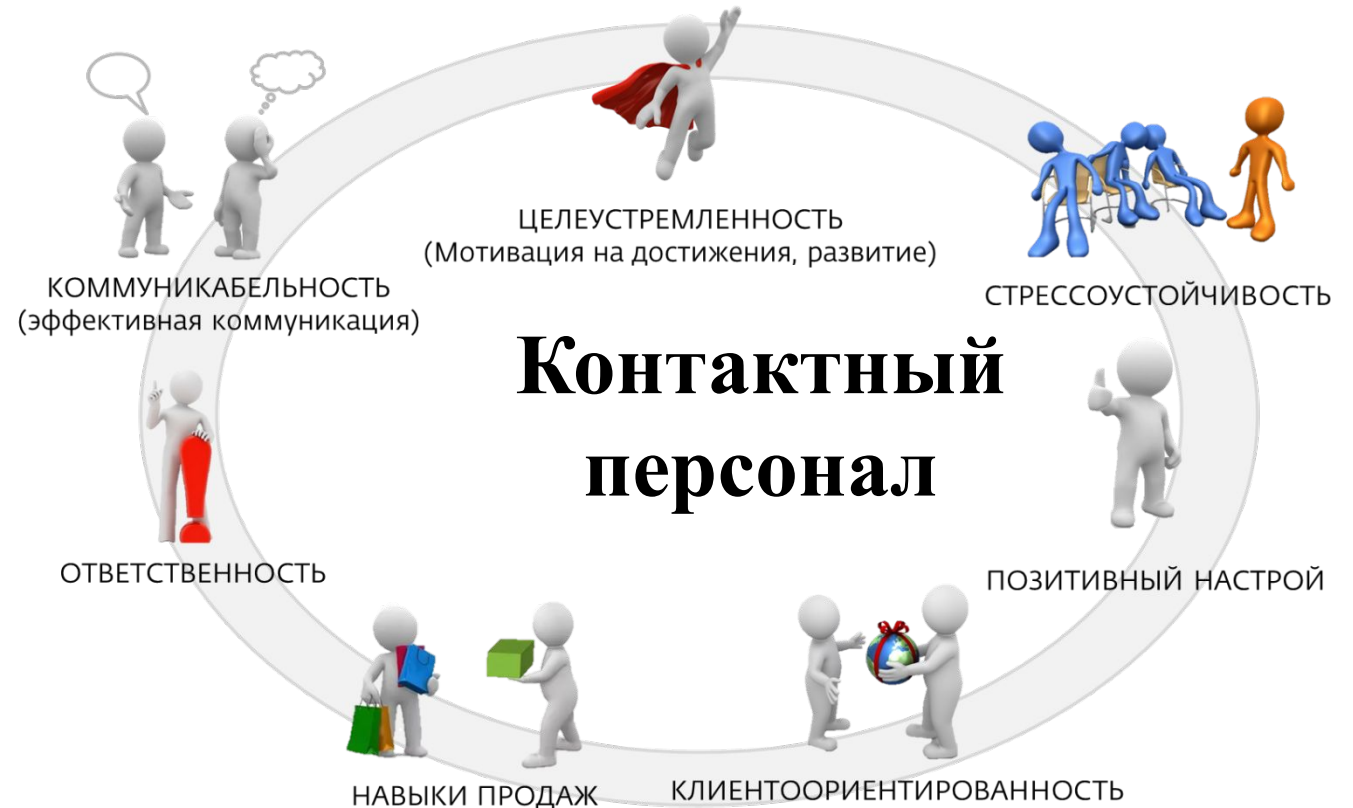 ЦЕЛЕУСТРЕМЛЕННОСТЬ
(Мотивация на достижения, развитие)
КОММУНИКАБЕЛЬНОСТЬ
(эффективная коммуникация)
СТРЕССОУСТОЙЧИВОСТЬ
Контактный
персонал
ОТВЕТСТВЕННОСТЬ
ПОЗИТИВНЫЙ НАСТРОЙ
НАВЫКИ ПРОДАЖ
КЛИЕНТООРИЕНТИРОВАННОСТЬ